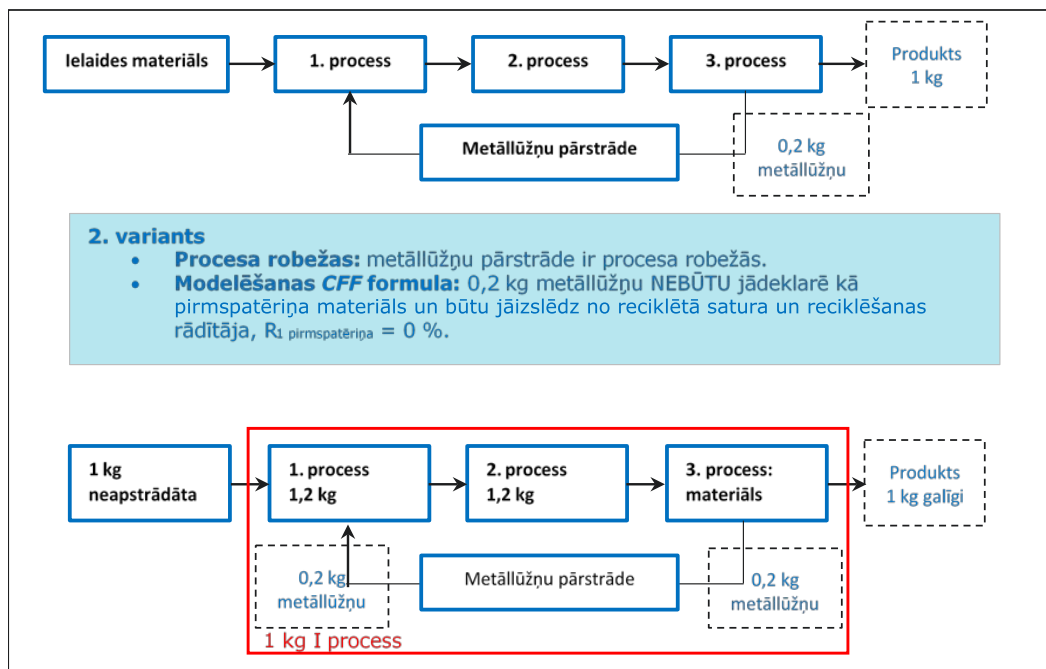 Ielaides materiāls
1. process
2. process
3. process
Produkts
1 kg
Metāllūžņu pārstrāde
0,2 kg
metāllūžņu
2. variants
• Procesa robežas: metāllūžņu pārstrāde ir procesa robežās.
• Modelēšanas CFF formula: 0,2 kg metāllūžņu NEBŪTU jādeklarē kā
pirmspatēriņa materiāls un būtu jāizslēdz no reciklētā satura un reciklēšanas
rādītāja, R1 pirmspatēriņa = 0 %.
1 kg
neapstrādāta
1. process
1,2 kg
2. process
1,2 kg
3. process:
materiāls
Produkts
1 kg galīgi
0,2 kg
metāllūžņu
Metāllūžņu pārstrāde
0,2 kg
metāllūžņu
1 kg I process